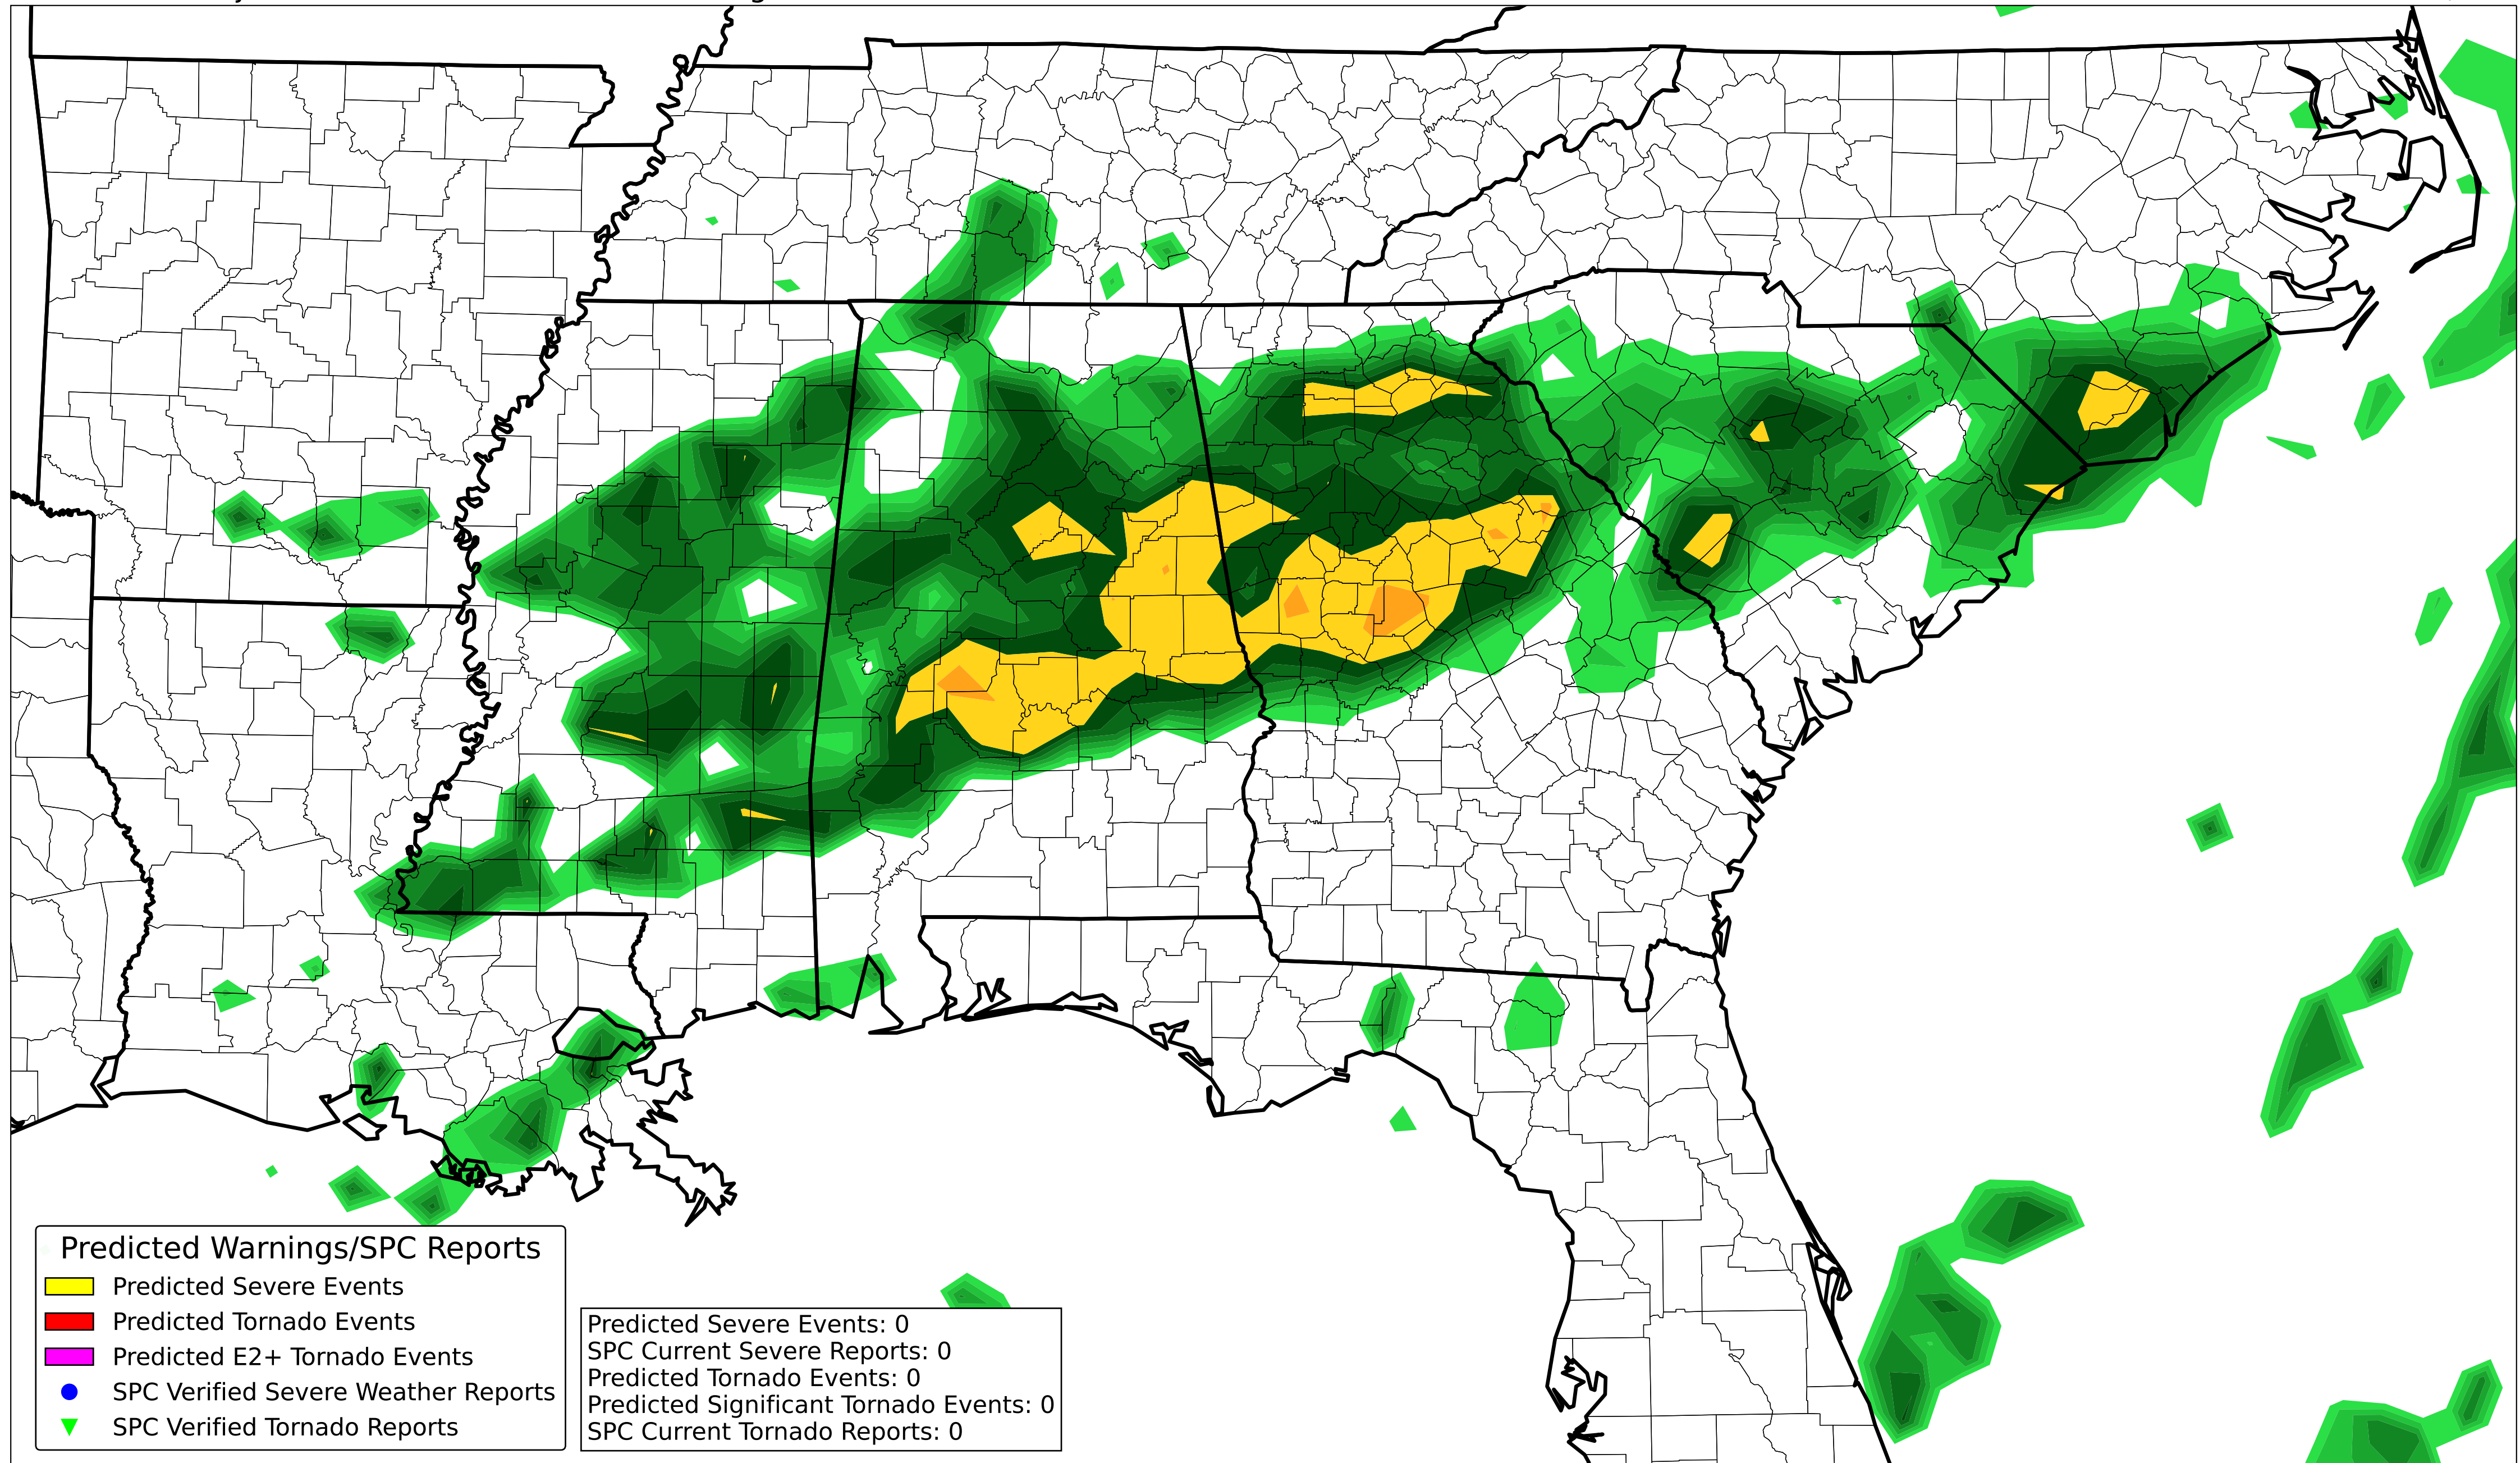 Predicted Warnings/SPC Reports
Predicted Severe Events
Predicted Tornado Events
Predicted E2+ Tornado Events
SPC Verified Severe Weather Reports
SPC Verified Tornado Reports
Predicted Severe Events: 0
SPC Current Severe Reports: 0
Predicted Tornado Events: 0
Predicted Significant Tornado Events: 0
SPC Current Tornado Reports: 0